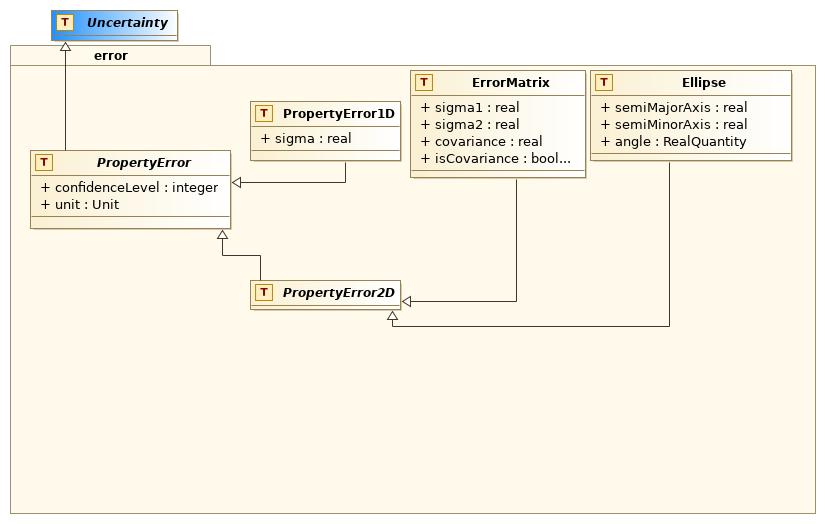 T Uncertainty
error
T PropertyError
+ confidenceLevel : integer
+ unit : Unit
T PropertyError1D
+ sigma : real
T ErrorMatrix
+ sigma1 : real
+ sigma2 : real
+ covariance : real
+ isCovariance : bool...
T Ellipse
+ semiMajorAxis : real
+ semiMinorAxis : real
+ angle : RealQuantity
T PropertyError2D